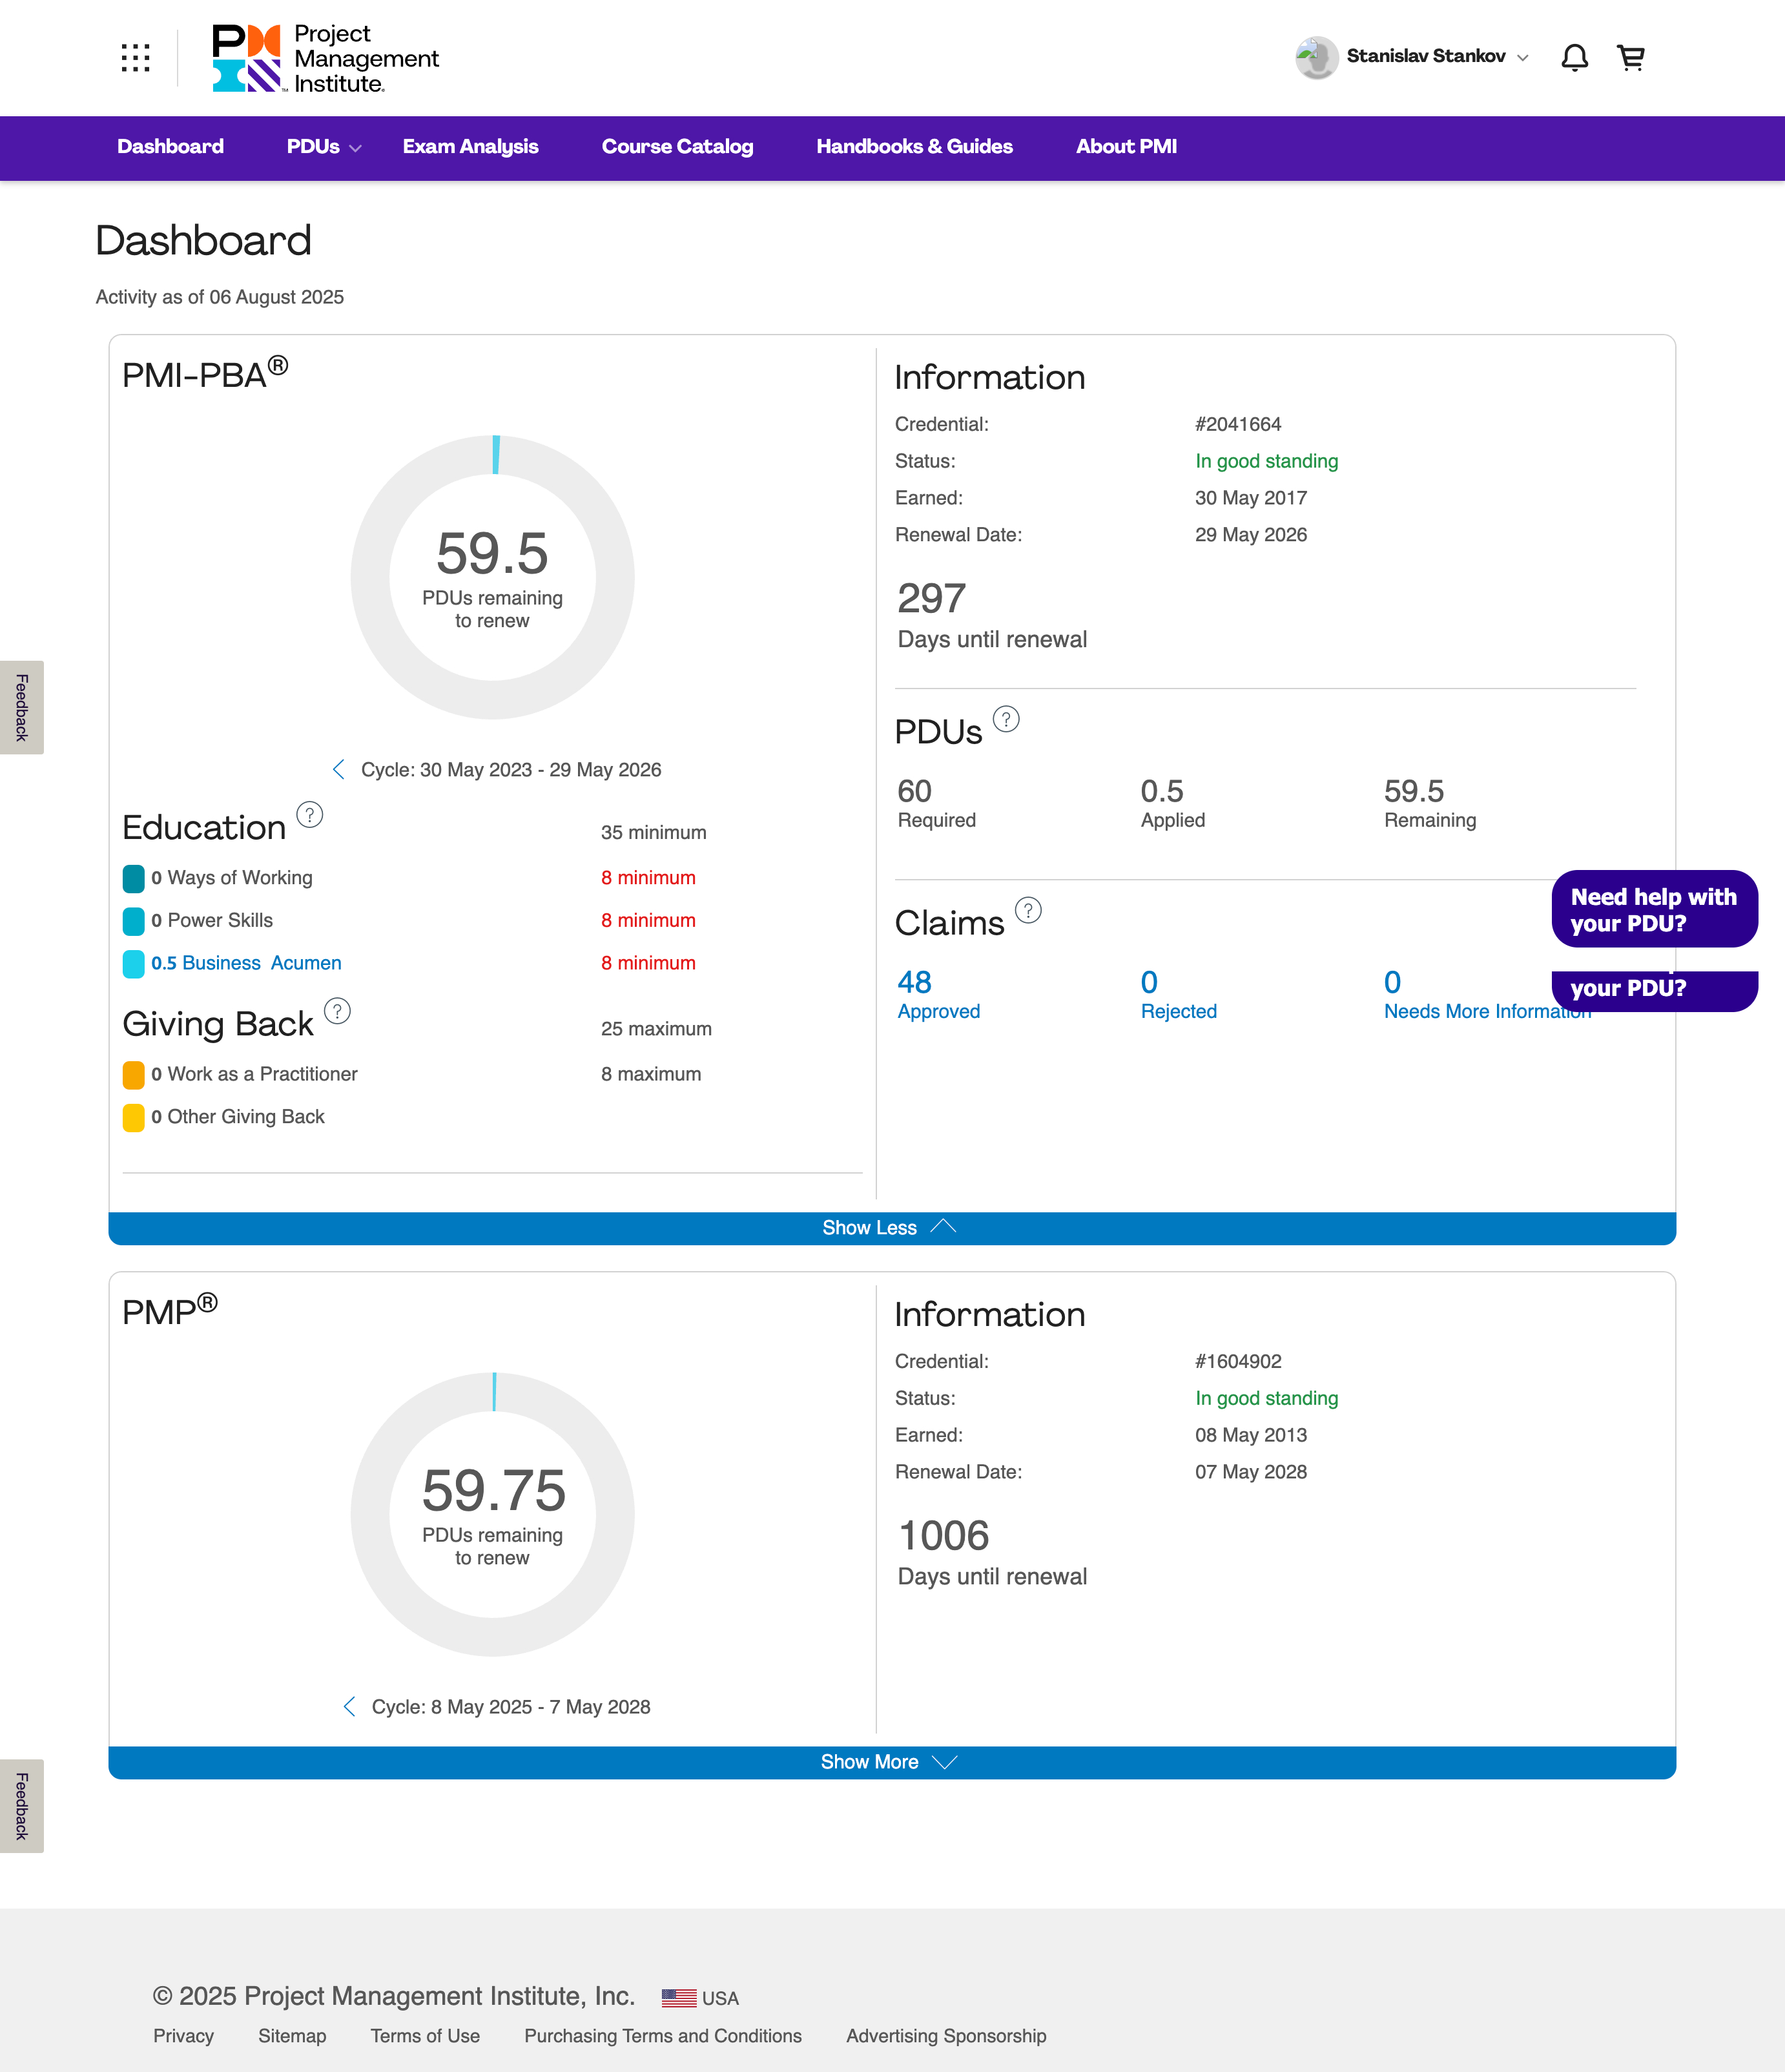 Project
Management
Institute.
Stanislav Stankov
Dashboard
PDUs
Exam Analysis
Course Catalog
Handbooks & Guides
About PMI
Dashboard
Activity as of 06 August 2025
PMI-PBA®
59.5
PDUs remaining
to renew
Cycle: 30 May 2023 - 29 May 2026
Education ?
35 minimum
0 Ways of Working
8 minimum
0 Power Skills
8 minimum
0.5 Business Acumen
8 minimum
Giving Back ?
25 maximum
0 Work as a Practitioner
8 maximum
0 Other Giving Back
Information
Credential:
#2041664
Status:
In good standing
Earned:
30 May 2017
Renewal Date:
29 May 2026
297
Days until renewal
PDUs ?
60
Required
0.5
Applied
59.5
Remaining
Claims ?
48
Approved
0
Rejected
0
Needs More Information
Need help with
your PDU?
your PDU?
Feedback
Show Less
PMP®
59.75
PDUs remaining
to renew
Cycle: 8 May 2025 - 7 May 2028
Information
Credential:
#1604902
Status:
In good standing
Earned:
08 May 2013
Renewal Date:
07 May 2028
1006
Days until renewal
Show More
Feedback
© 2025 Project Management Institute, Inc.
USA
Privacy
Sitemap
Terms of Use
Purchasing Terms and Conditions
Advertising Sponsorship